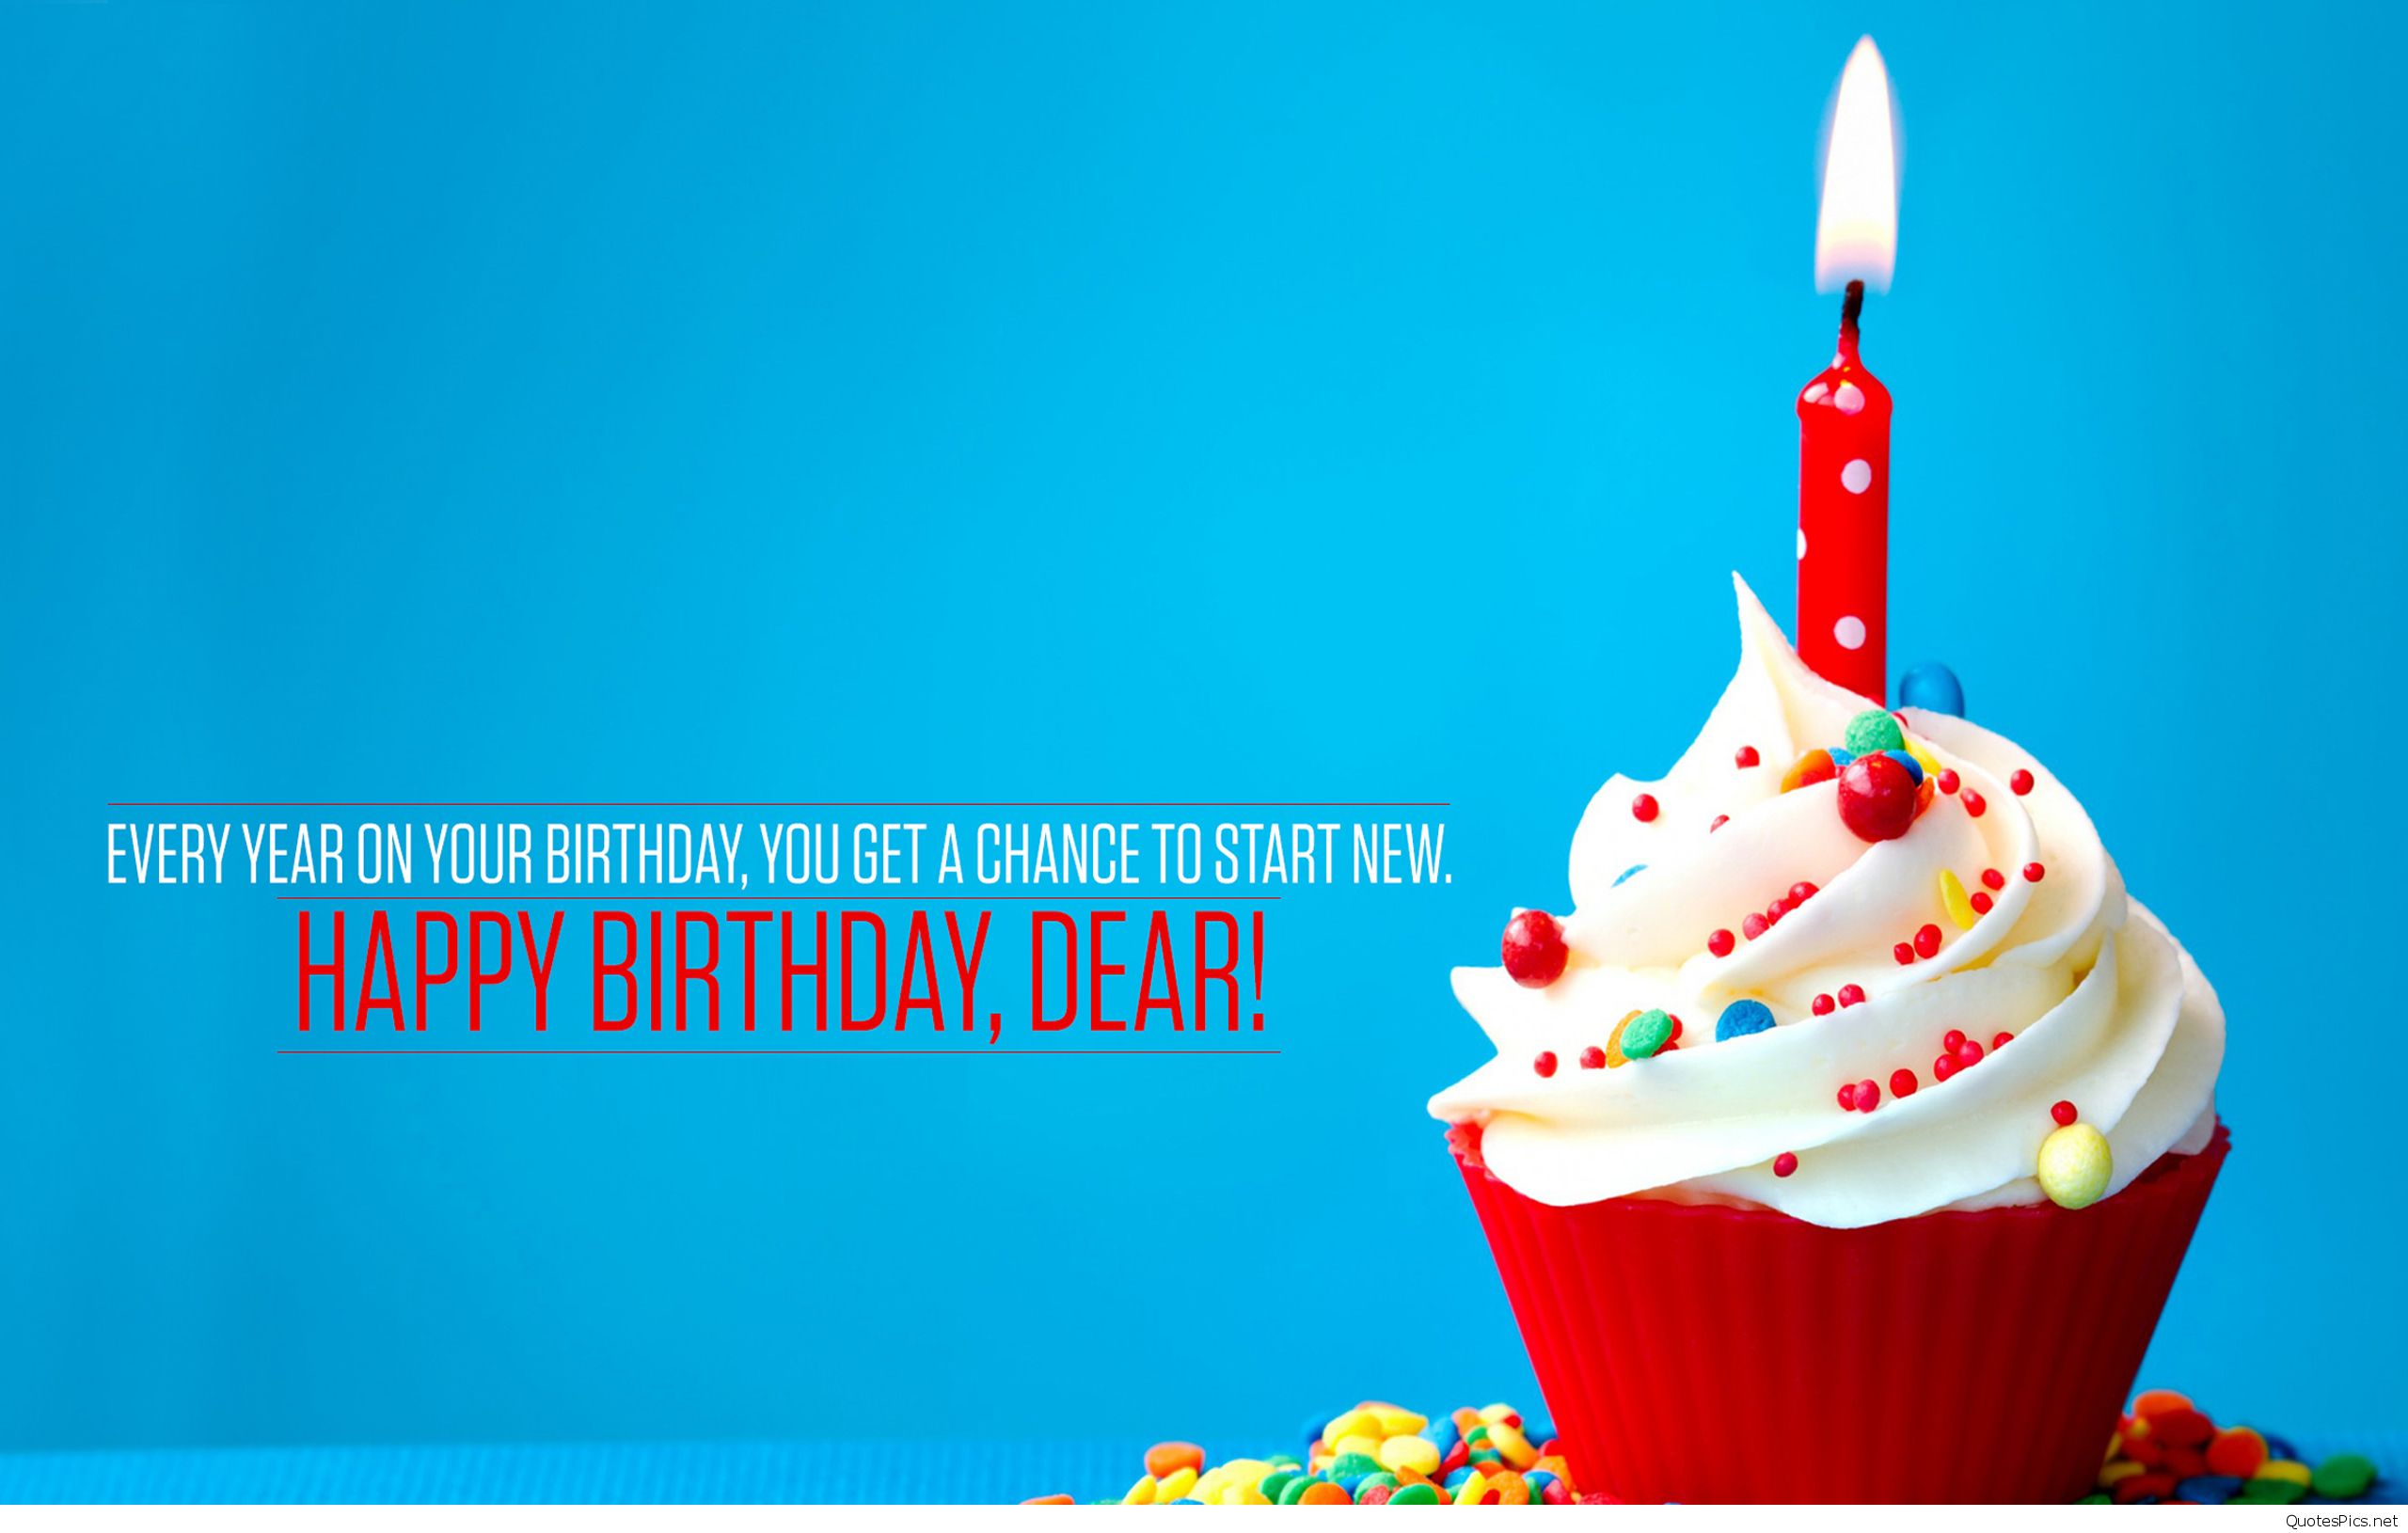 EVERY YEAR ON YOUR BIRTHDAY, YOU GET A CHANCE TO START NEW.
HAPPY BIRTHDAY, DEAR!
QuotesPics.net